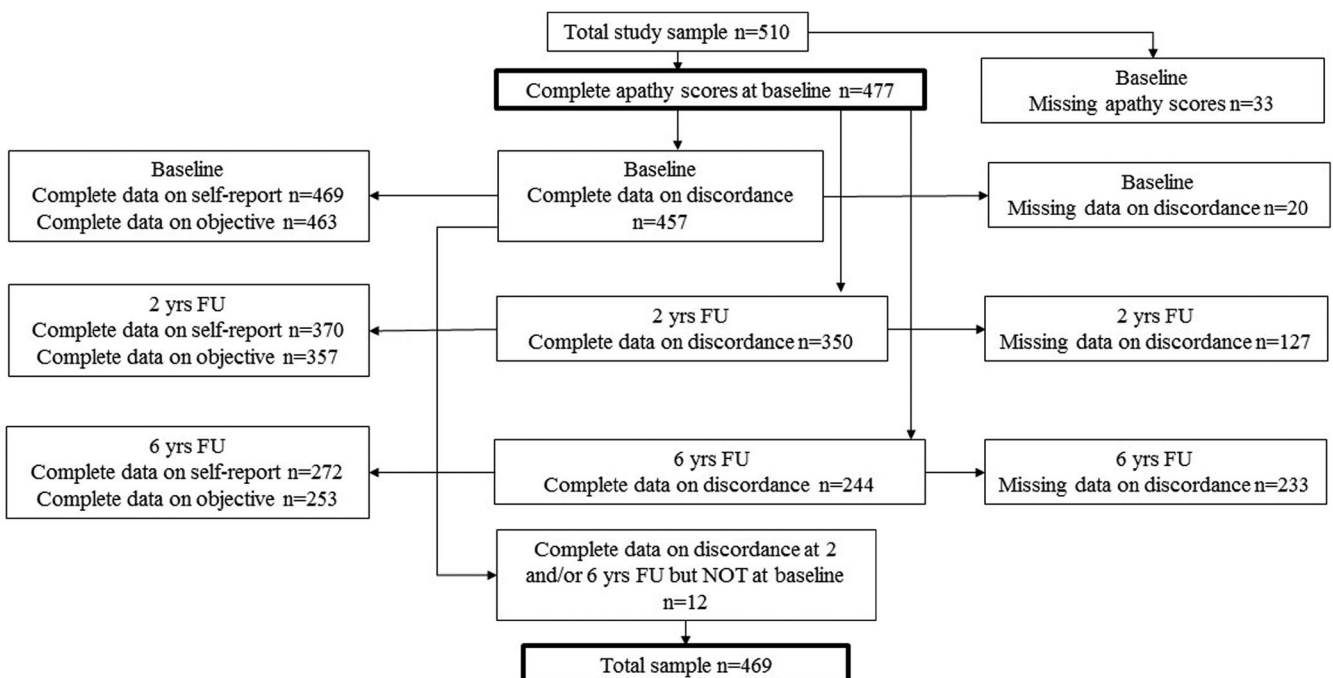 Total study sample n=510
Complete apathy scores at baseline n=477
Baseline
Missing apathy scores n=33
Baseline
Complete data on self-report n=469
Complete data on objective n=463
Baseline
Complete data on discordance
n=457
Baseline
Missing data on discordance n=20
2 yrs FU
Complete data on self-report n=370
Complete data on objective n=357
2 yrs FU
Complete data on discordance n=350
2 yrs FU
Missing data on discordance n=127
6 yrs FU
Complete data on self-report n=272
Complete data on objective n=253
6 yrs FU
Complete data on discordance n=244
6 yrs FU
Missing data on discordance n=233
Complete data on discordance at 2
and/or 6 yrs FU but NOT at baseline
n=12
Total sample n=469